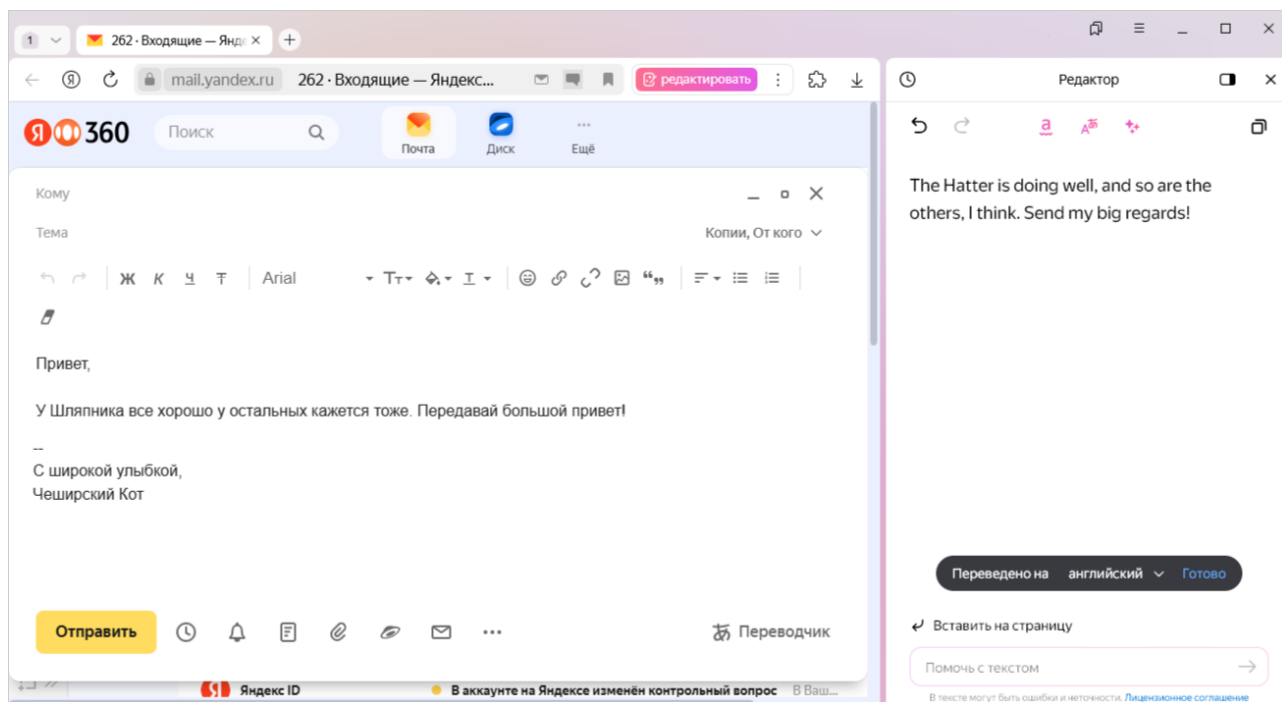 1
262 · Входящие — Янде
mail.yandex.ru 262 · Входящие — Яндекс... редактировать
Редактор
Я 360 Поиск
Почта Диск Ещё
Кому
Тема Копии, От кого
Ж К Ч Т Arial
Привет,
У Шляпника все хорошо у остальных кажется тоже. Передавай большой привет!
--
С широкой улыбкой,
Чеширский Кот
Отправить Переводчик
Яндекс ID В аккаунте на Яндексе изменён контрольный вопрос В Ваш...
The Hatter is doing well, and so are the
others, I think. Send my big regards!
Переведено на английский Готово
Вставить на страницу
Помочь с текстом
В тексте могут быть ошибки и неточности. Лицензионное соглашение